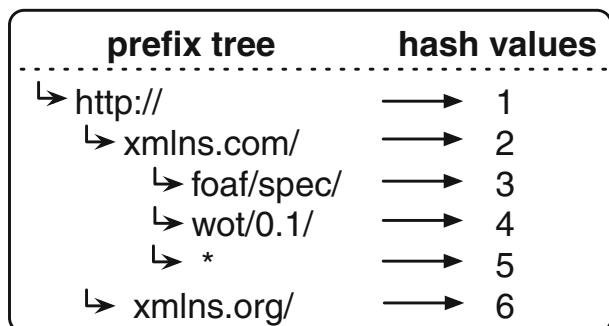 prefix tree hash values
http:// 1
xmlns.com/ 2
foaf/spec/ 3
wot/0.1/ 4
* 5
xmlns.org/ 6